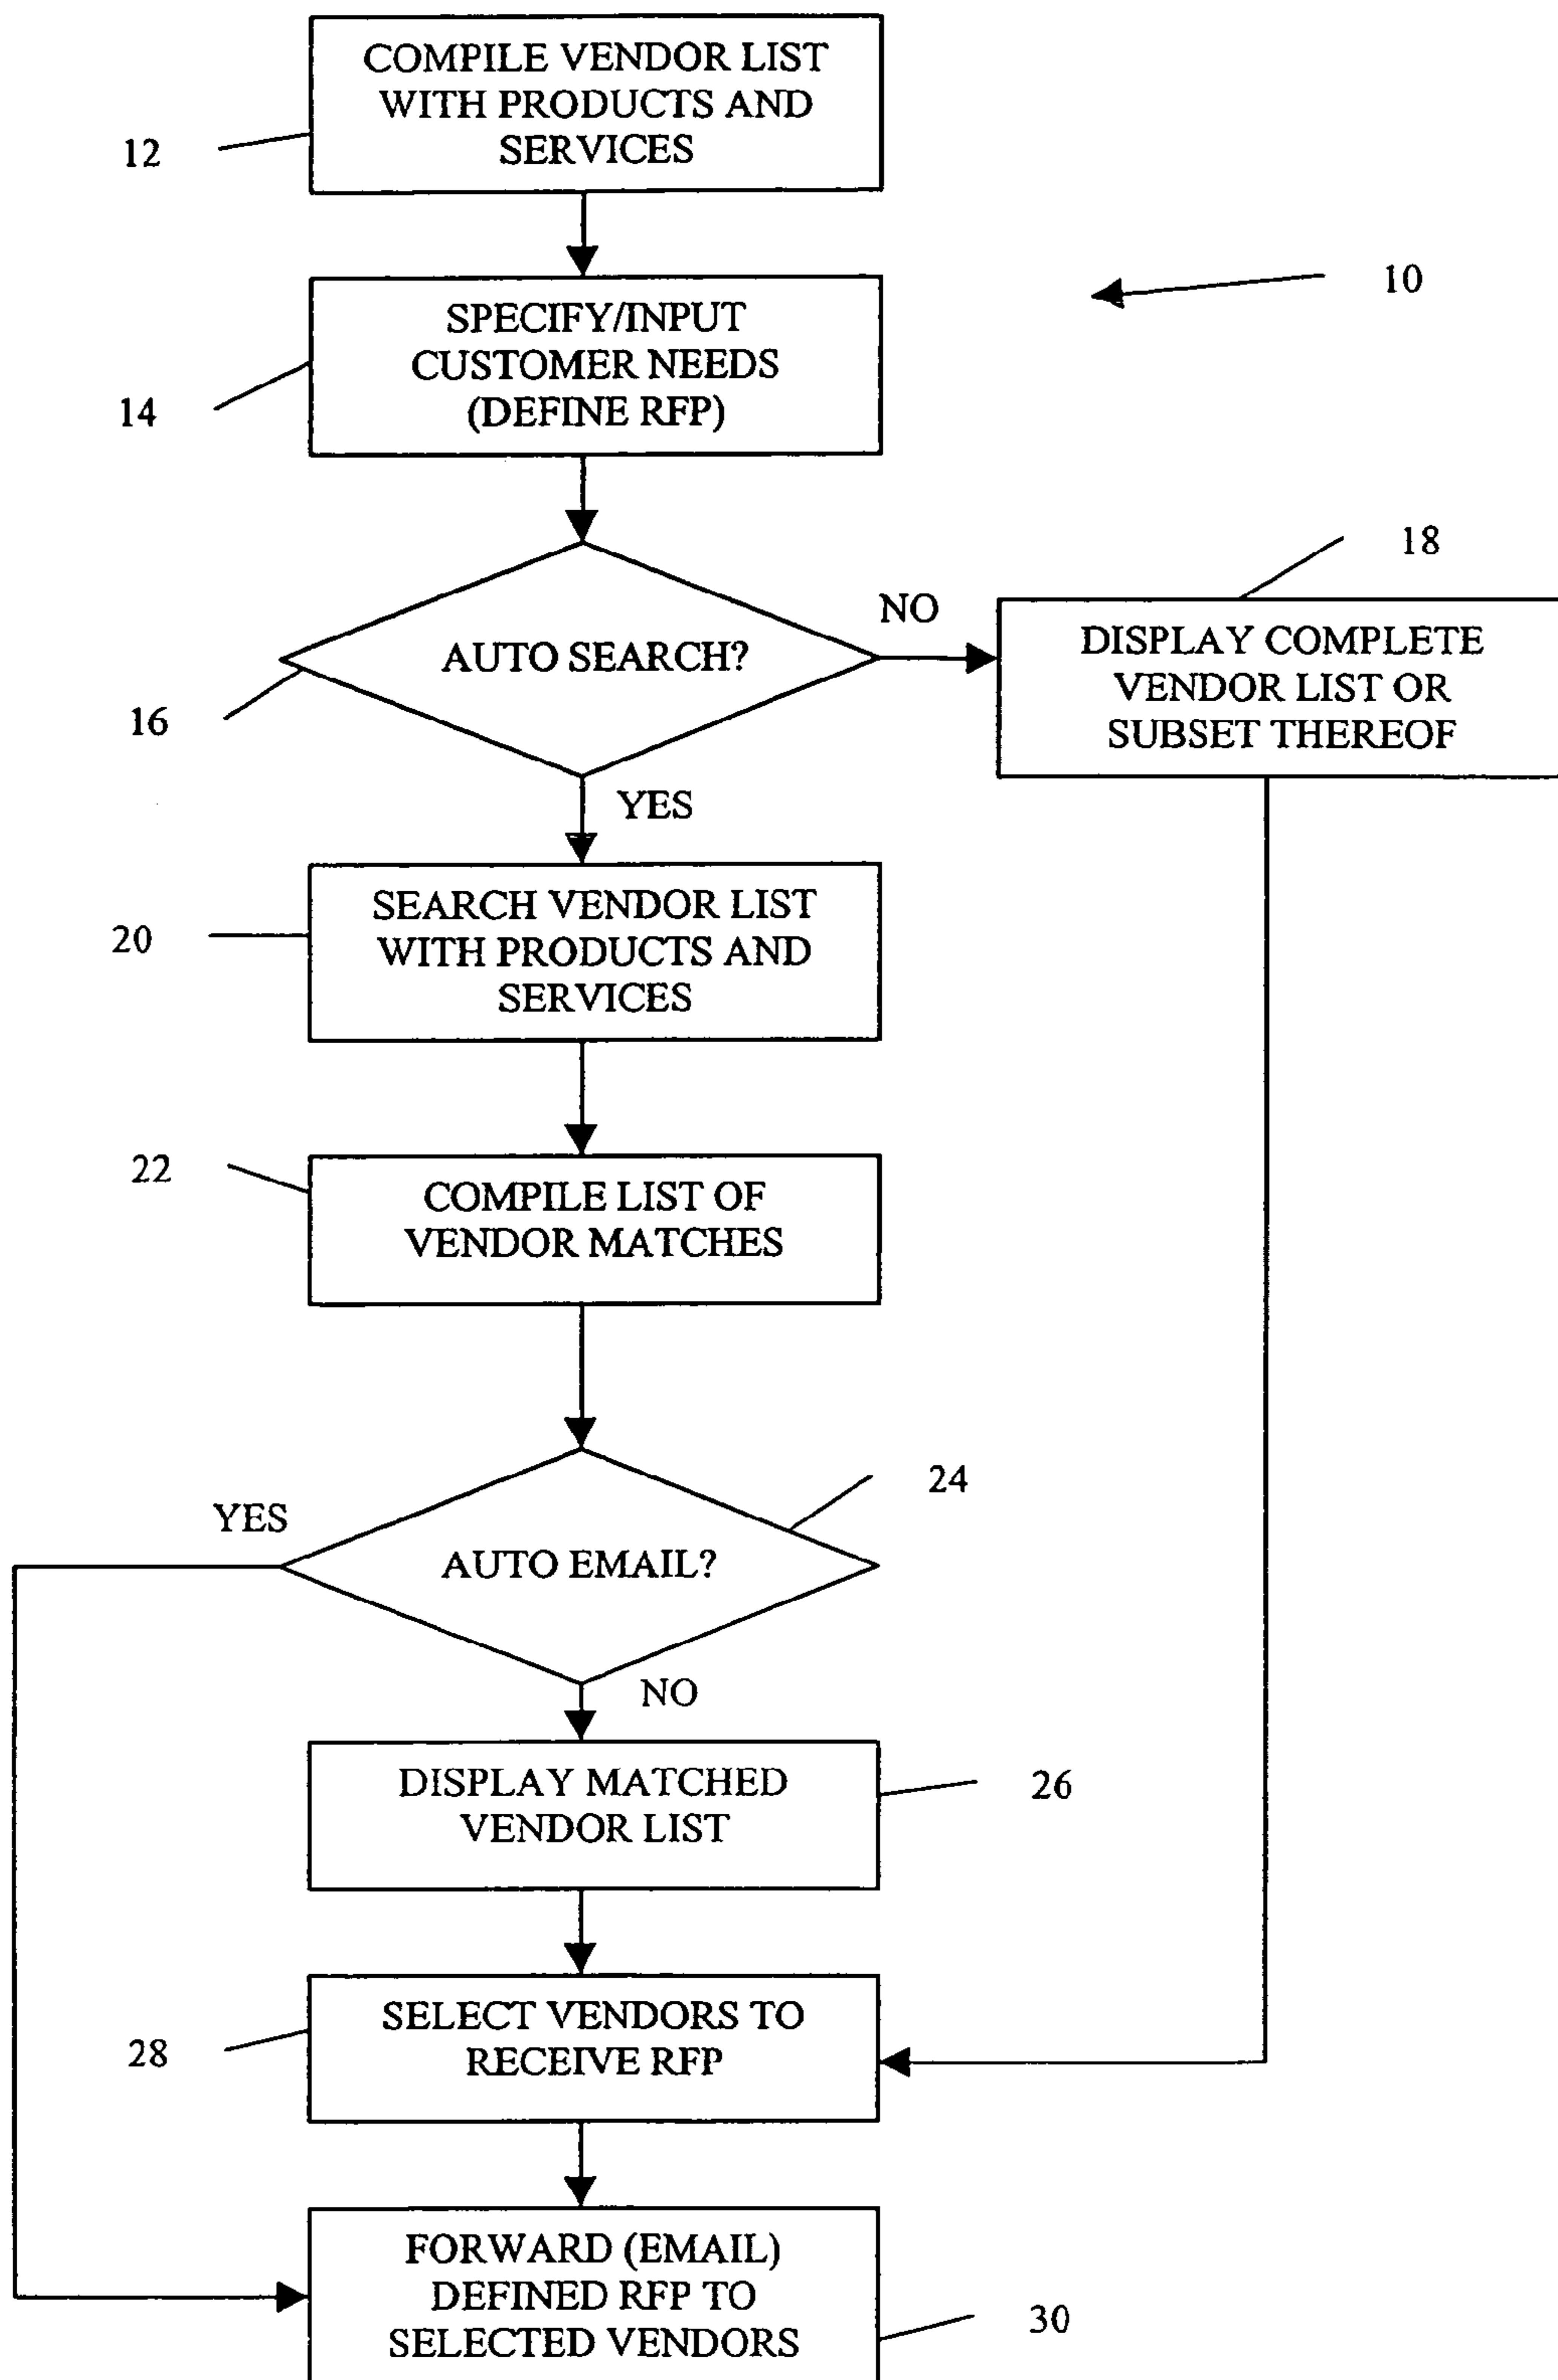 COMPILE VENDOR LIST
WITH PRODUCTS AND
SERVICES
12
SPECIFY/INPUT
CUSTOMER NEEDS
(DEFINE RFP)
10
14
AUTO SEARCH?
NO
18
DISPLAY COMPLETE
VENDOR LIST OR
SUBSET THEREOF
16
YES
SEARCH VENDOR LIST
WITH PRODUCTS AND
SERVICES
20
22
COMPILE LIST OF
VENDOR MATCHES
24
YES
AUTO EMAIL?
NO
DISPLAY MATCHED
VENDOR LIST
26
SELECT VENDORS TO
RECEIVE RFP
28
FORWARD (EMAIL)
DEFINED RFP TO
SELECTED VENDORS
30